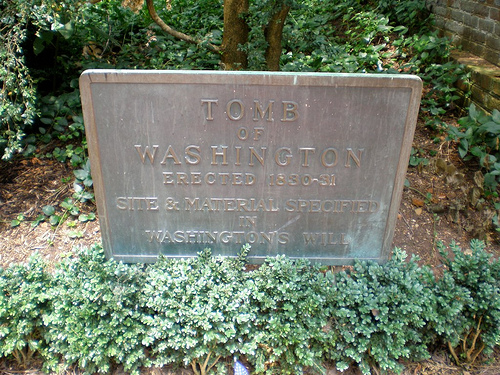 TOMB
OF
WASHINGTON
ERECTED 1830-31
SITE & MATERIAL SPECIFIED
IN
WASHINGTON'S WILL